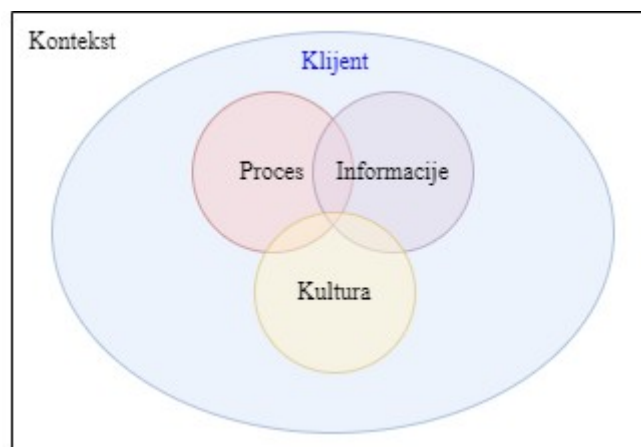 Kontekst
Klijent
Proces
Informacije
Kultura